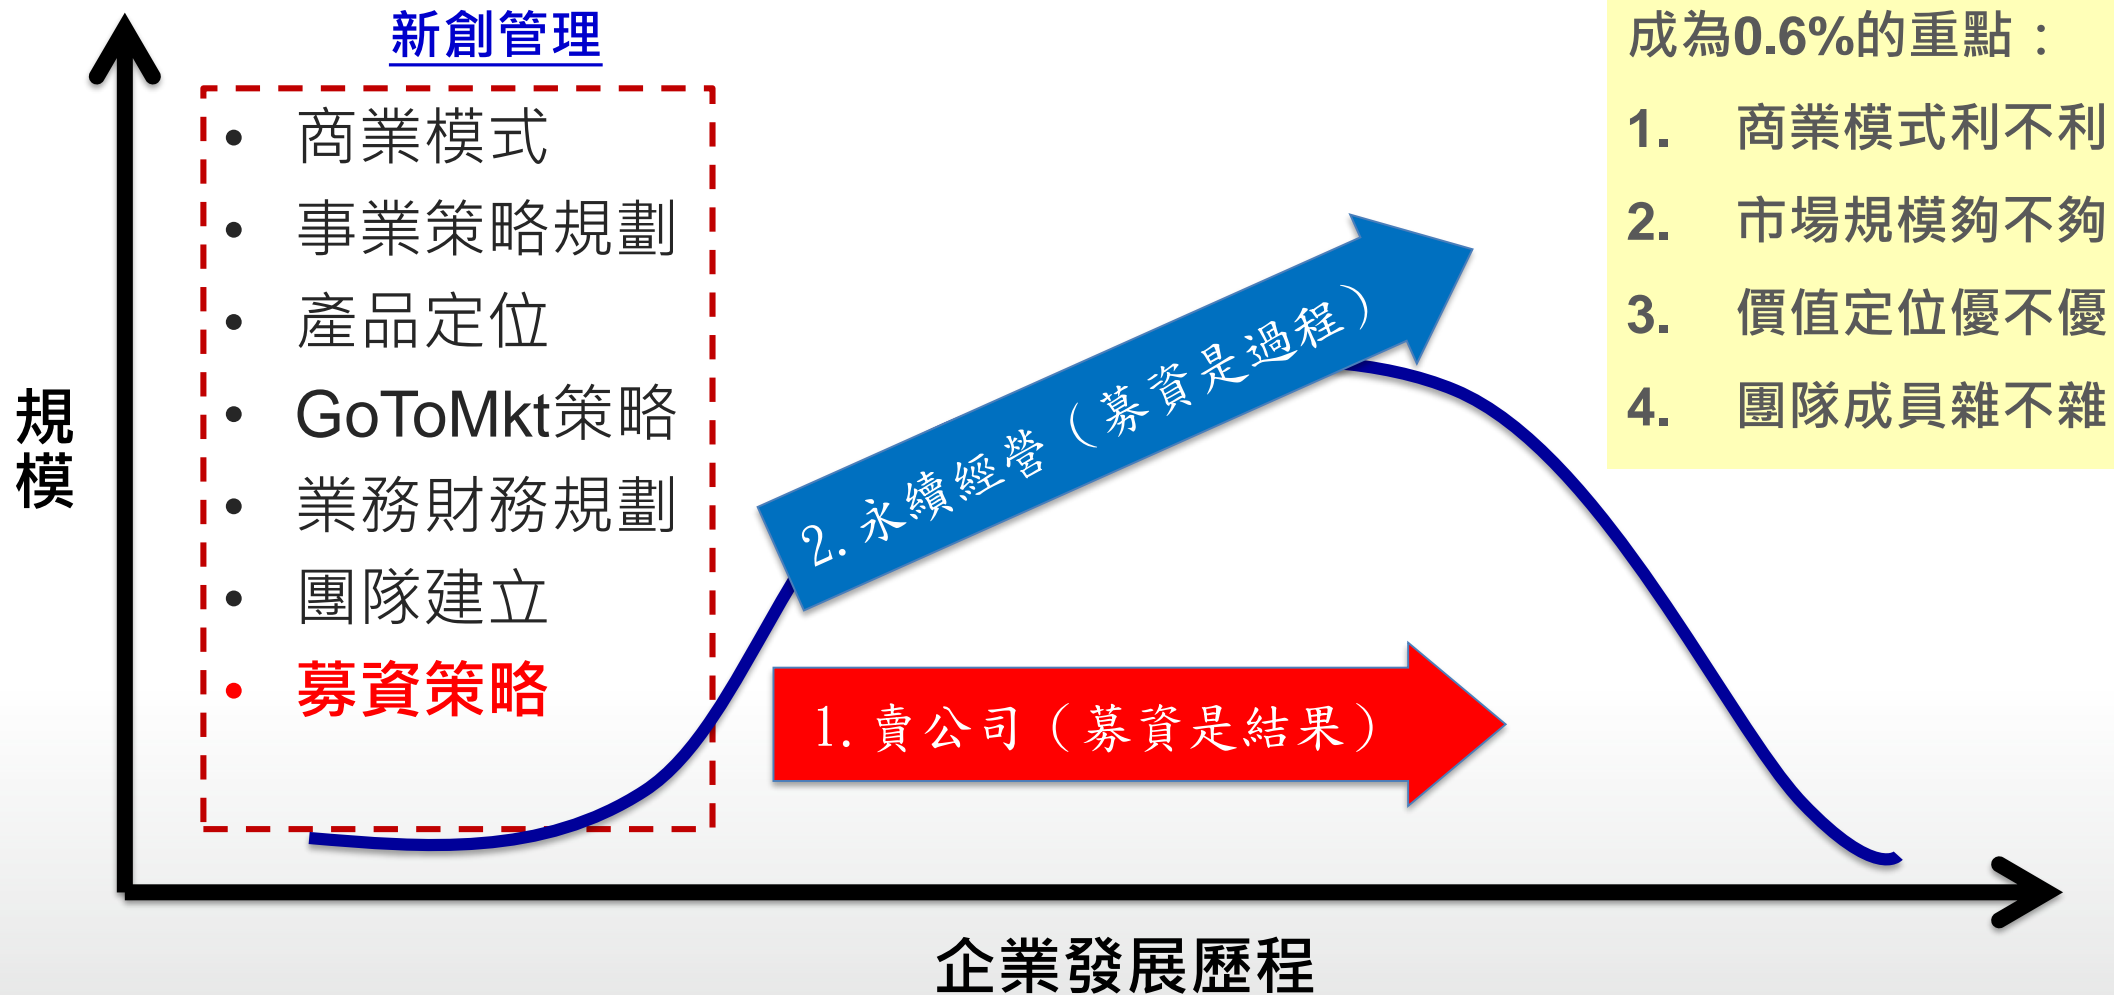 新創管理
• 商業模式
• 事業策略規劃
• 產品定位
• GoToMkt策略
• 業務財務規劃
• 團隊建立
• 募資策略
成為0.6%的重點：
1. 商業模式利不利
2. 市場規模夠不夠
3. 價值定位優不優
4. 團隊成員雜不雜
2.永續經營（募資是過程）
1.賣公司（募資是結果）
規模
企業發展歷程